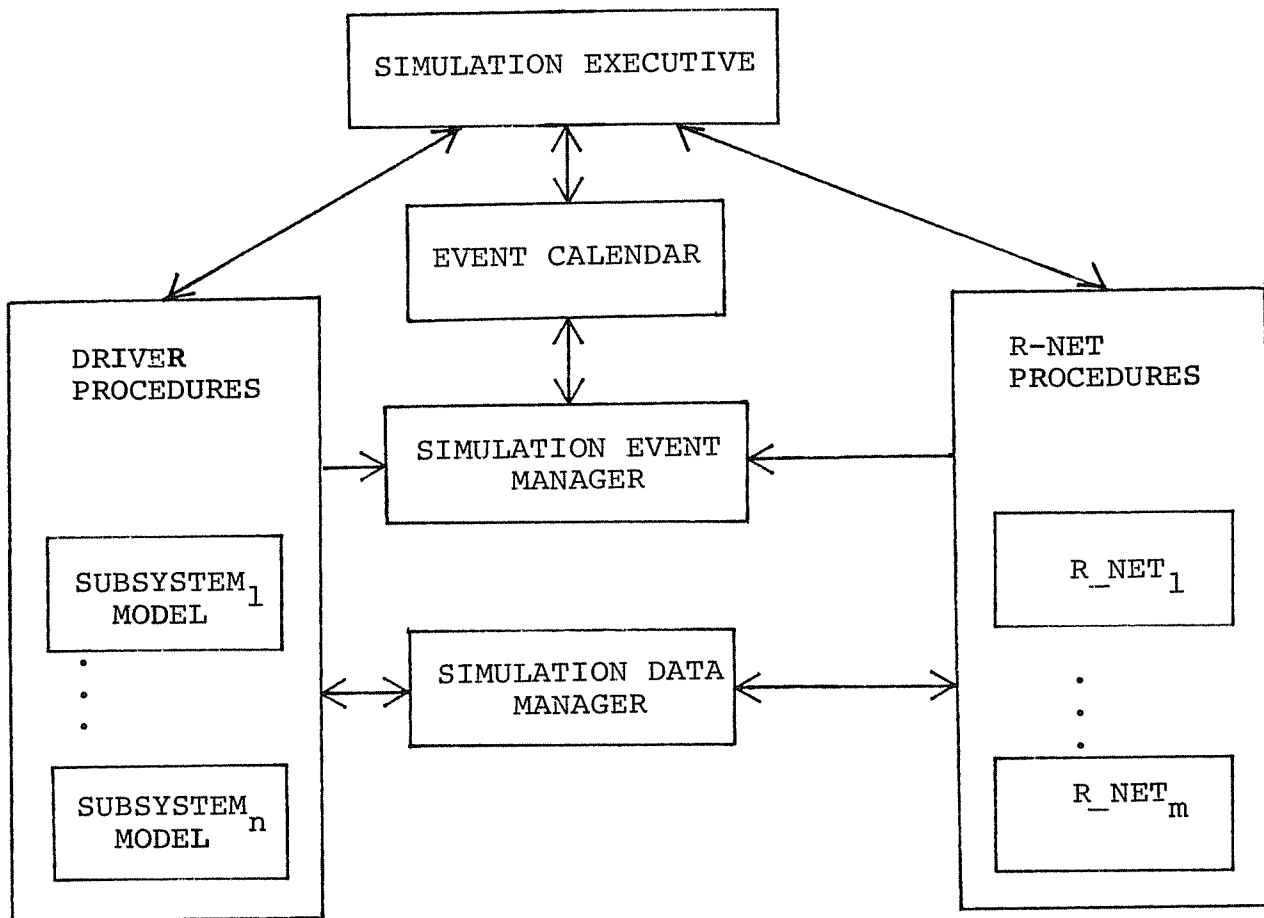 SIMULATION EXECUTIVE
EVENT CALENDAR
DRIVER
PROCEDURES
R-NET
PROCEDURES
SIMULATION EVENT
MANAGER
SUBSYSTEM1
MODEL
R_NET1
SIMULATION DATA
MANAGER
SUBSYSTEMn
MODEL
R_NETm